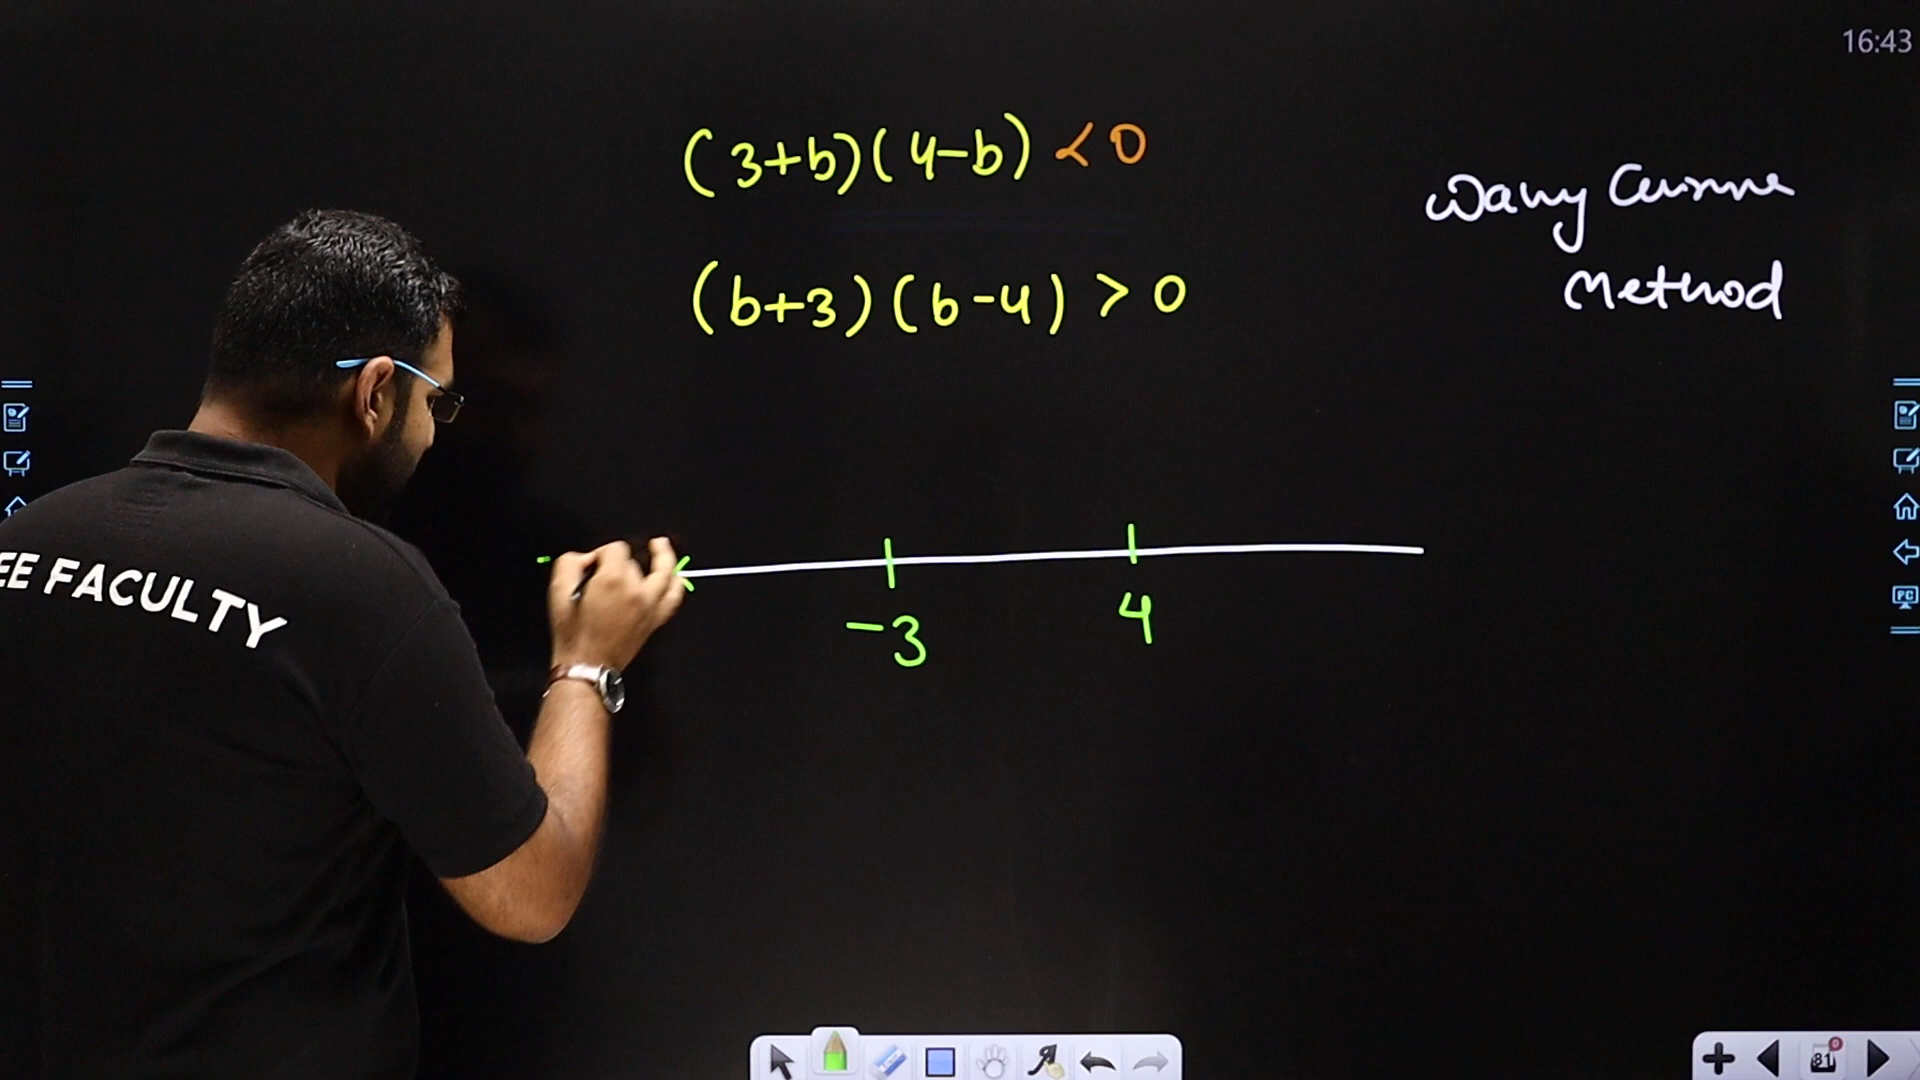 16:43
(3+b)(4-b) < 0
Wavy Curve
Method
(b+3)(b-4) > 0
-3 4
EE FACULTY